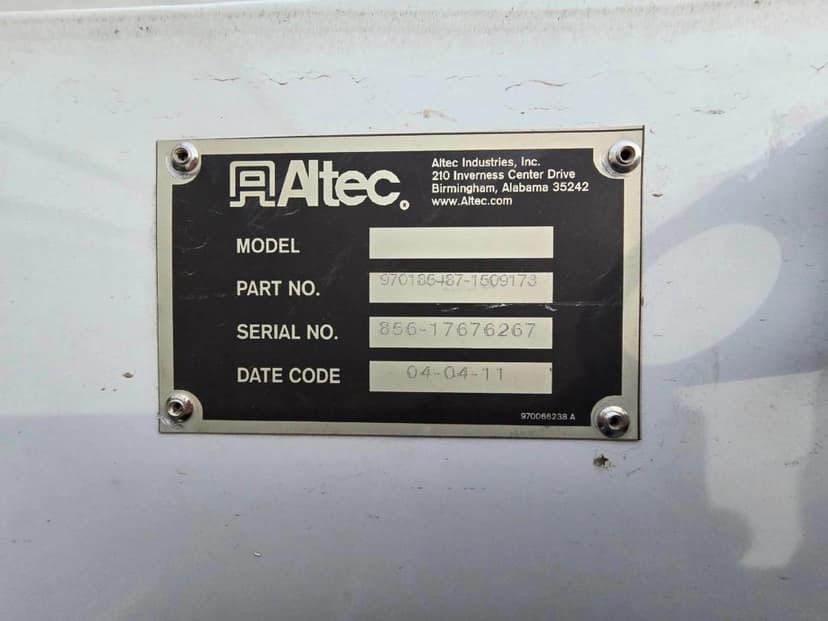 Altec
Altec Industries, Inc.
210 Inverness Center Drive
Birmingham, Alabama 35242
www.Altec.com
MODEL
PART NO. 970185487-1509173
SERIAL NO. 856-17676267
DATE CODE 04-04-11
970066238 A